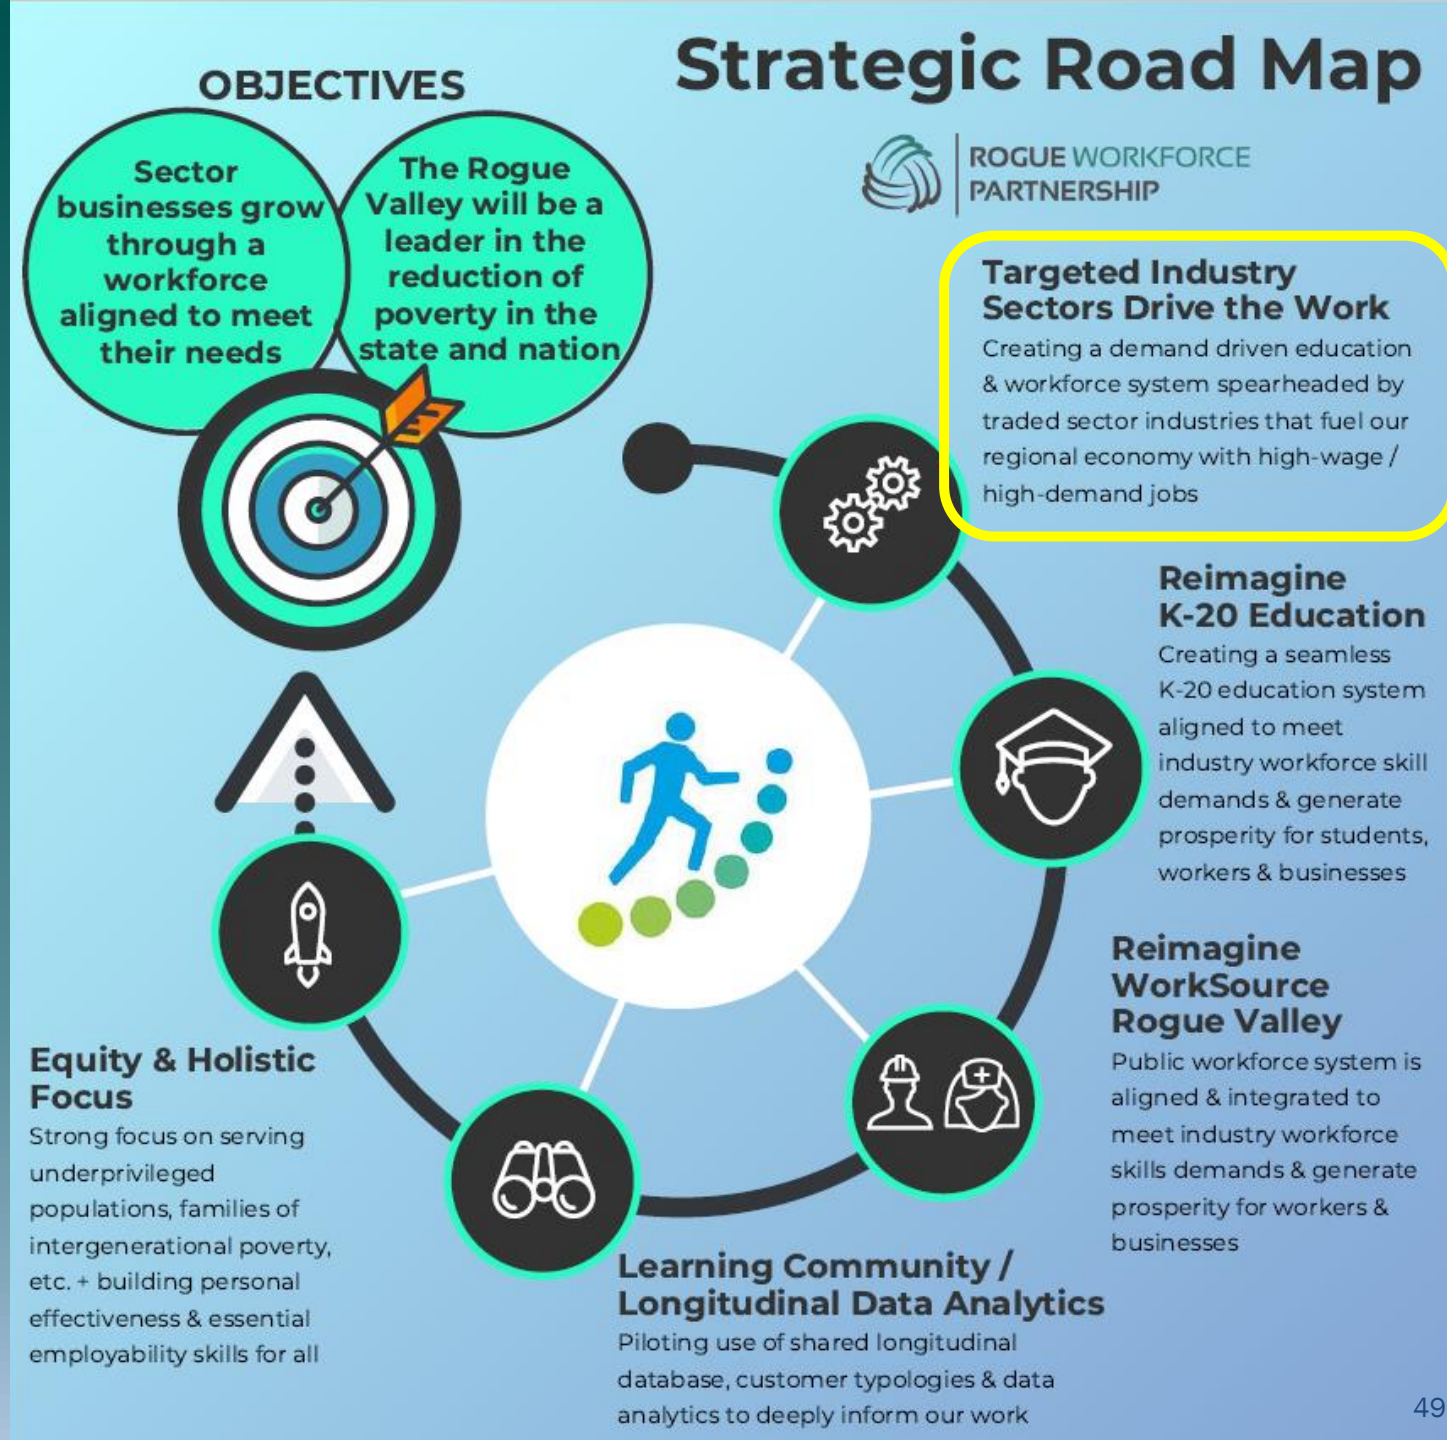 Strategic Road Map
OBJECTIVES
Sector
businesses grow
through a
workforce
aligned to meet
their needs
The Rogue
Valley will be a
leader in the
reduction of
poverty in the
state and nation
ROGUE WORKFORCE
PARTNERSHIP
Targeted Industry
Sectors Drive the Work
Creating a demand driven education
& workforce system spearheaded by
traded sector industries that fuel our
regional economy with high-wage /
high-demand jobs
Reimagine
K-20 Education
Creating a seamless
K-20 education system
aligned to meet
industry workforce skill
demands & generate
prosperity for students,
workers & businesses
Reimagine
WorkSource
Rogue Valley
Public workforce system is
aligned & integrated to
meet industry workforce
skills demands & generate
prosperity for workers &
businesses
Learning Community /
Longitudinal Data Analytics
Piloting use of shared longitudinal
database, customer typologies & data
analytics to deeply inform our work
Equity & Holistic
Focus
Strong focus on serving
underprivileged
populations, families of
intergenerational poverty,
etc. + building personal
effectiveness & essential
employability skills for all
49